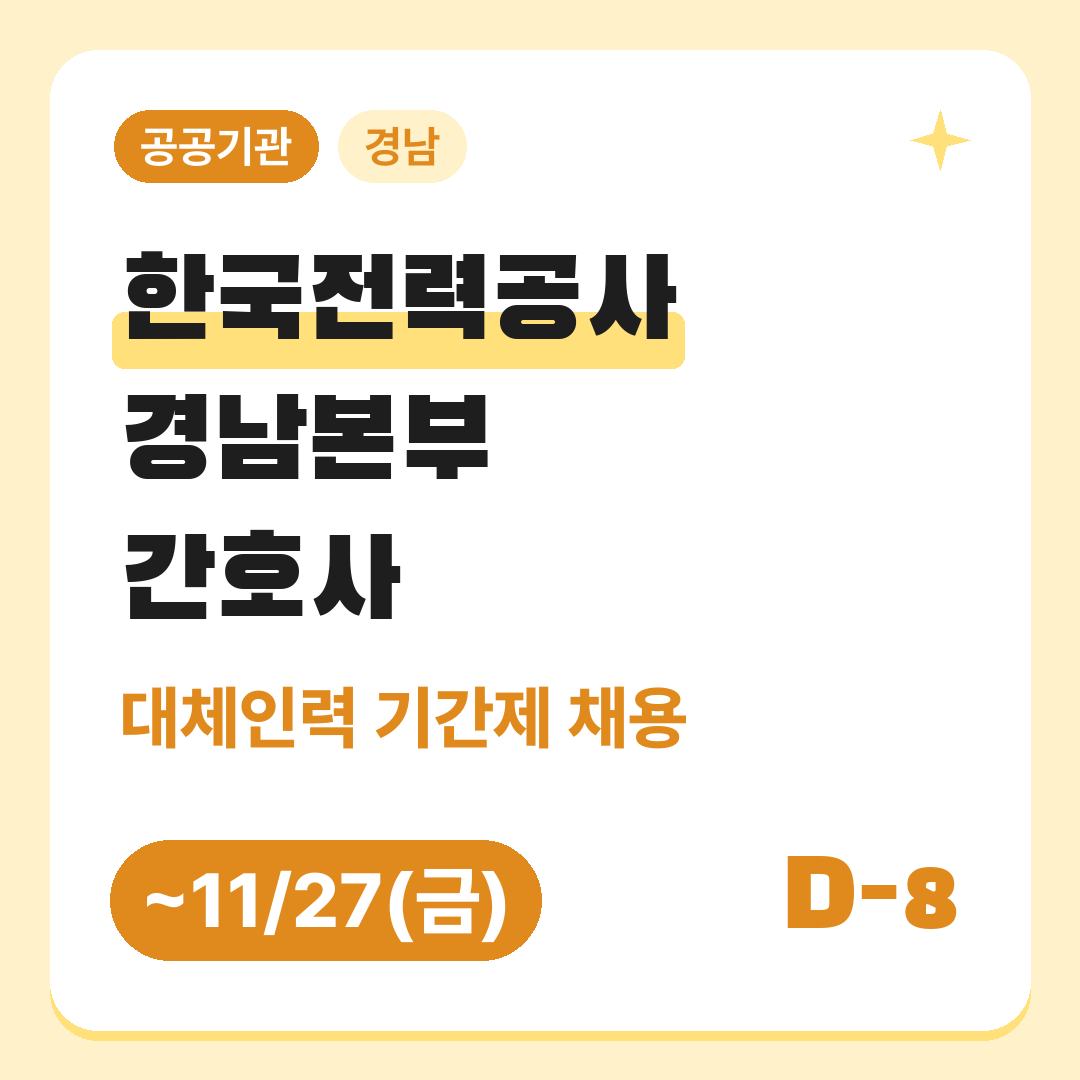 공공기관 경남
한국전력공사
경남본부
간호사
대체인력 기간제 채용
~11/27(금) D-8